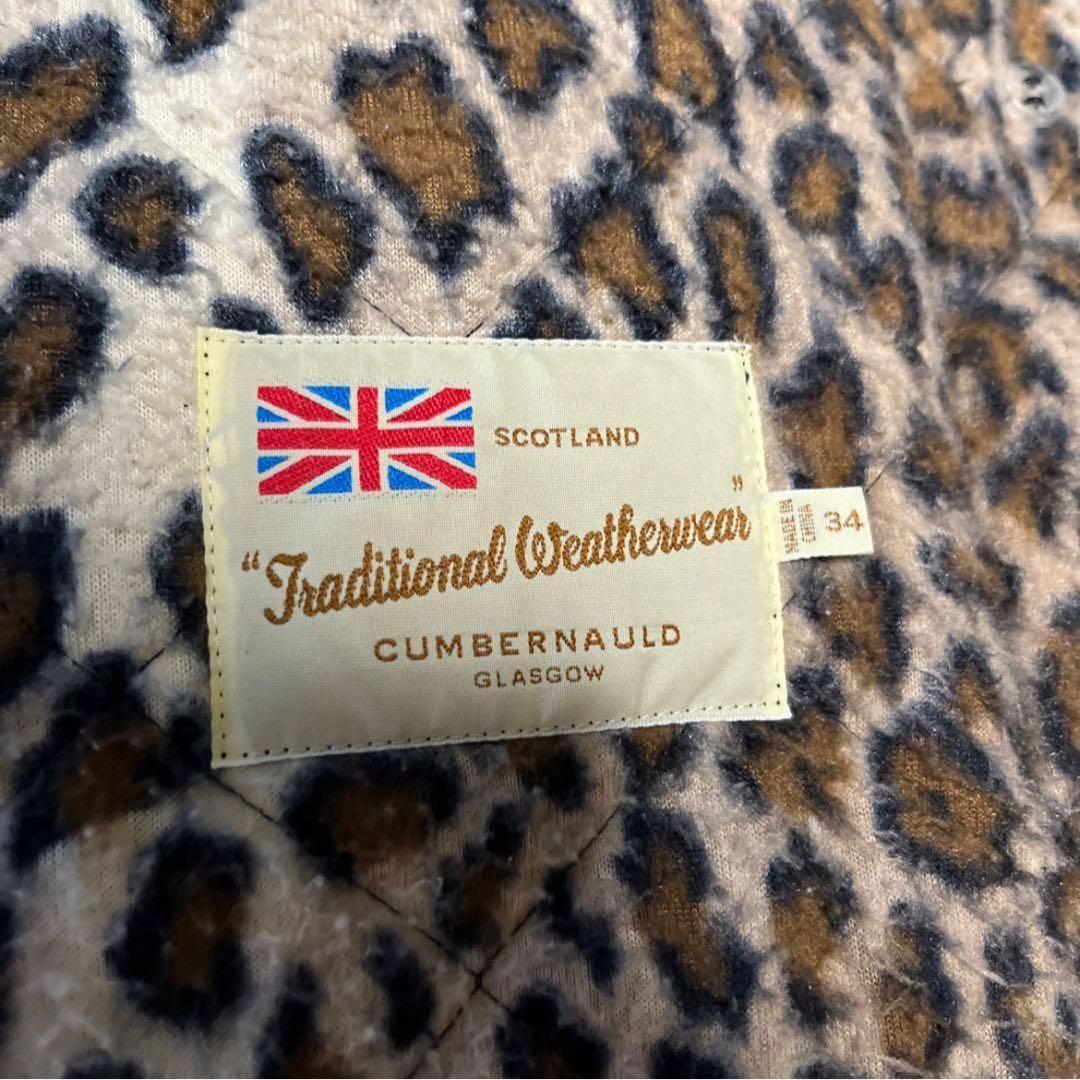 SCOTLAND
"Traditional Weatherwear"
CUMBERNAULD
GLASGOW
MADE IN
CHINA
34